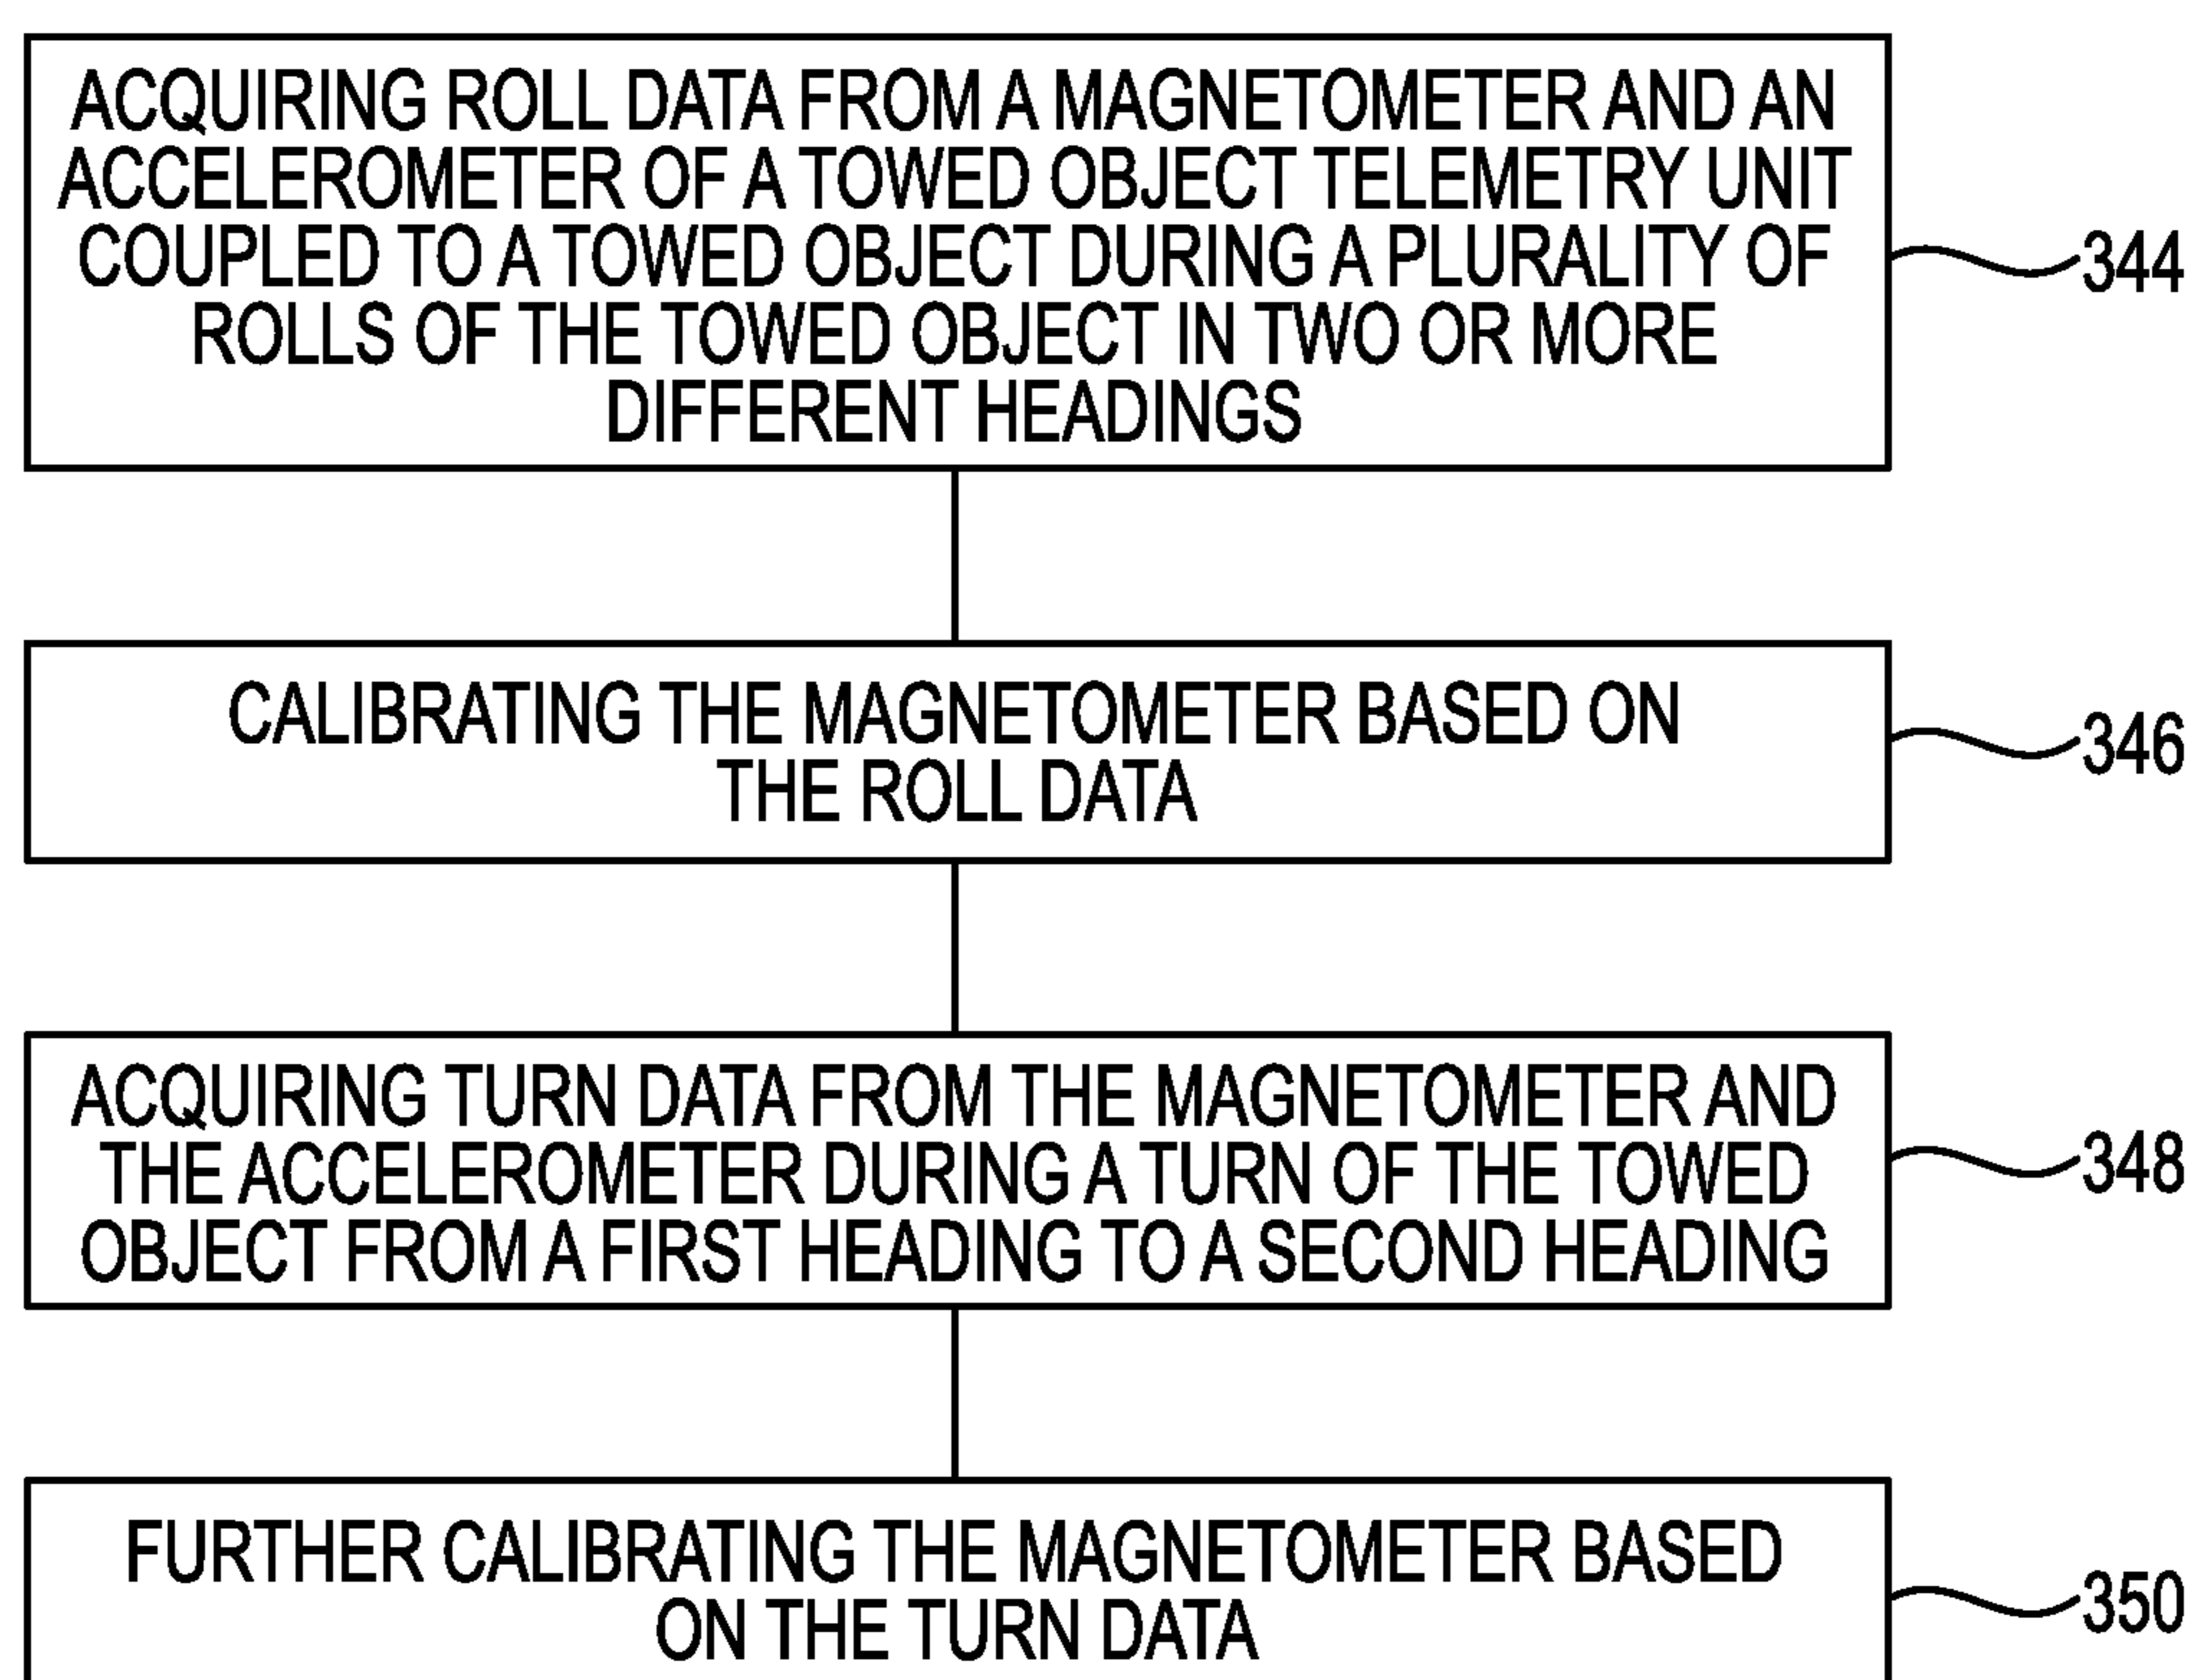 ACQUIRING ROLL DATA FROM A MAGNETOMETER AND AN
ACCELEROMETER OF A TOWED OBJECT TELEMETRY UNIT
COUPLED TO A TOWED OBJECT DURING A PLURALITY OF
ROLLS OF THE TOWED OBJECT IN TWO OR MORE
DIFFERENT HEADINGS
344
CALIBRATING THE MAGNETOMETER BASED ON
THE ROLL DATA
346
ACQUIRING TURN DATA FROM THE MAGNETOMETER AND
THE ACCELEROMETER DURING A TURN OF THE TOWED
OBJECT FROM A FIRST HEADING TO A SECOND HEADING
348
FURTHER CALIBRATING THE MAGNETOMETER BASED
ON THE TURN DATA
350